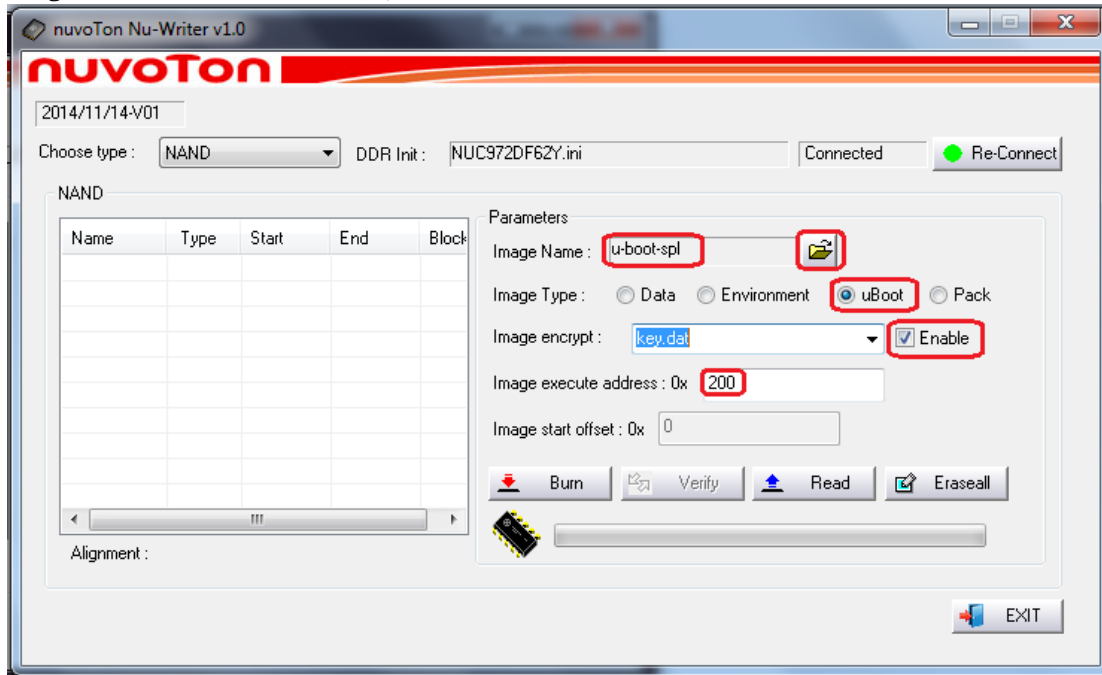 nuvoTon Nu-Writer v1.0
nuvoTon
2014/11/14-V01
Choose type : NAND DDR Init : NUC972DF62Y.ini Connected Re-Connect
NAND
Name Type Start End Block
Parameters
Image Name : u-boot-spl
Image Type : Data Environment uBoot Pack
Image encrypt : key.dat Enable
Image execute address : 0x 200
Image start offset : 0x 0
Burn Verify Read Eraseall
Alignment :
EXIT